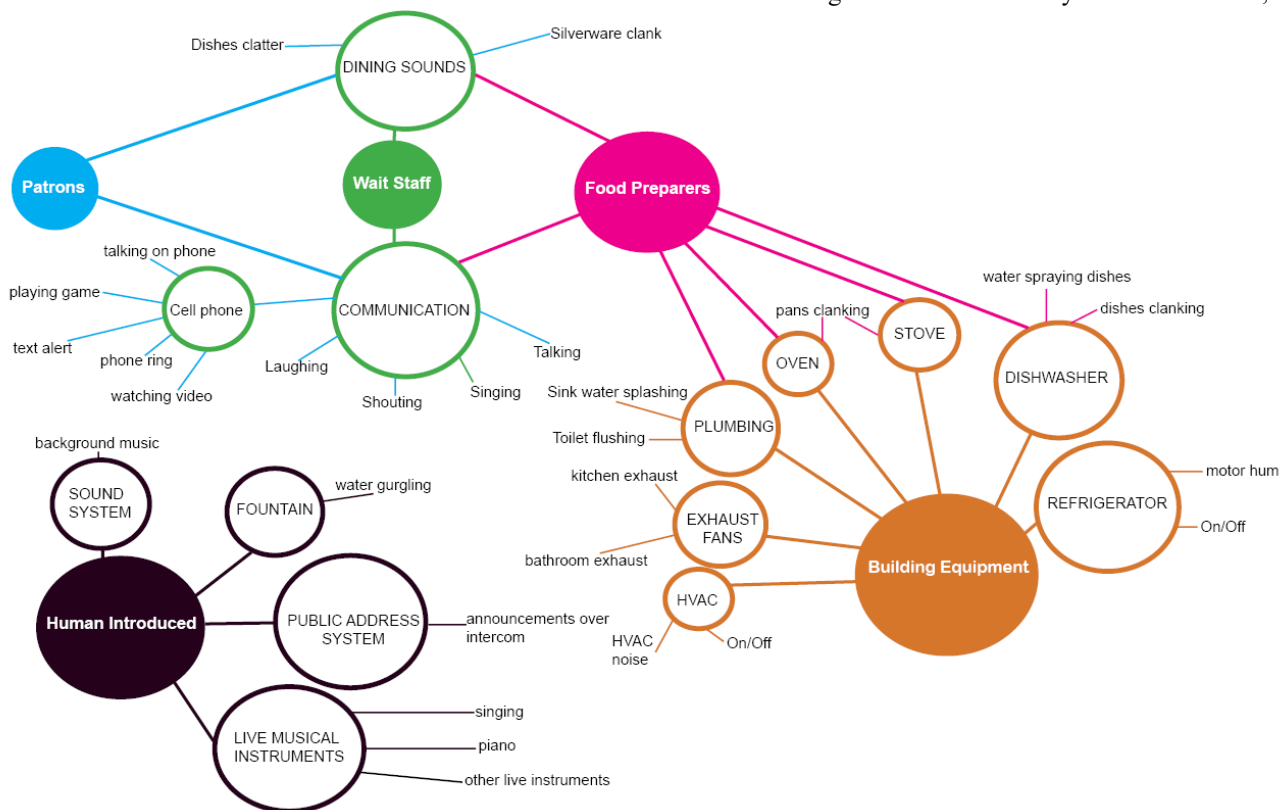 Dishes clatter
Silverware clank
DINING SOUNDS
Patrons
Wait Staff
Food Preparers
talking on phone
playing game
Cell phone
text alert
phone ring
watching video
COMMUNICATION
Laughing
Shouting
Singing
Talking
water spraying dishes
dishes clanking
pans clanking
STOVE
OVEN
DISHWASHER
Sink water splashing
PLUMBING
Toilet flushing
kitchen exhaust
EXHAUST
FANS
bathroom exhaust
REFRIGERATOR
motor hum
On/Off
Building Equipment
HVAC
HVAC
noise
On/Off
background music
SOUND
SYSTEM
FOUNTAIN
water gurgling
Human Introduced
PUBLIC ADDRESS
SYSTEM
announcements over
intercom
LIVE MUSICAL
INSTRUMENTS
singing
piano
other live instruments